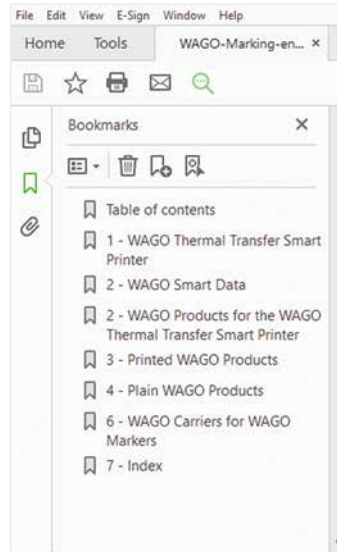 File Edit View E-Sign Window Help
Home Tools WAGO-Marking-en... ×
Bookmarks ×
Table of contents
1 - WAGO Thermal Transfer Smart
Printer
2 - WAGO Smart Data
2 - WAGO Products for the WAGO
Thermal Transfer Smart Printer
3 - Printed WAGO Products
4 - Plain WAGO Products
6 - WAGO Carriers for WAGO
Markers
7 - Index